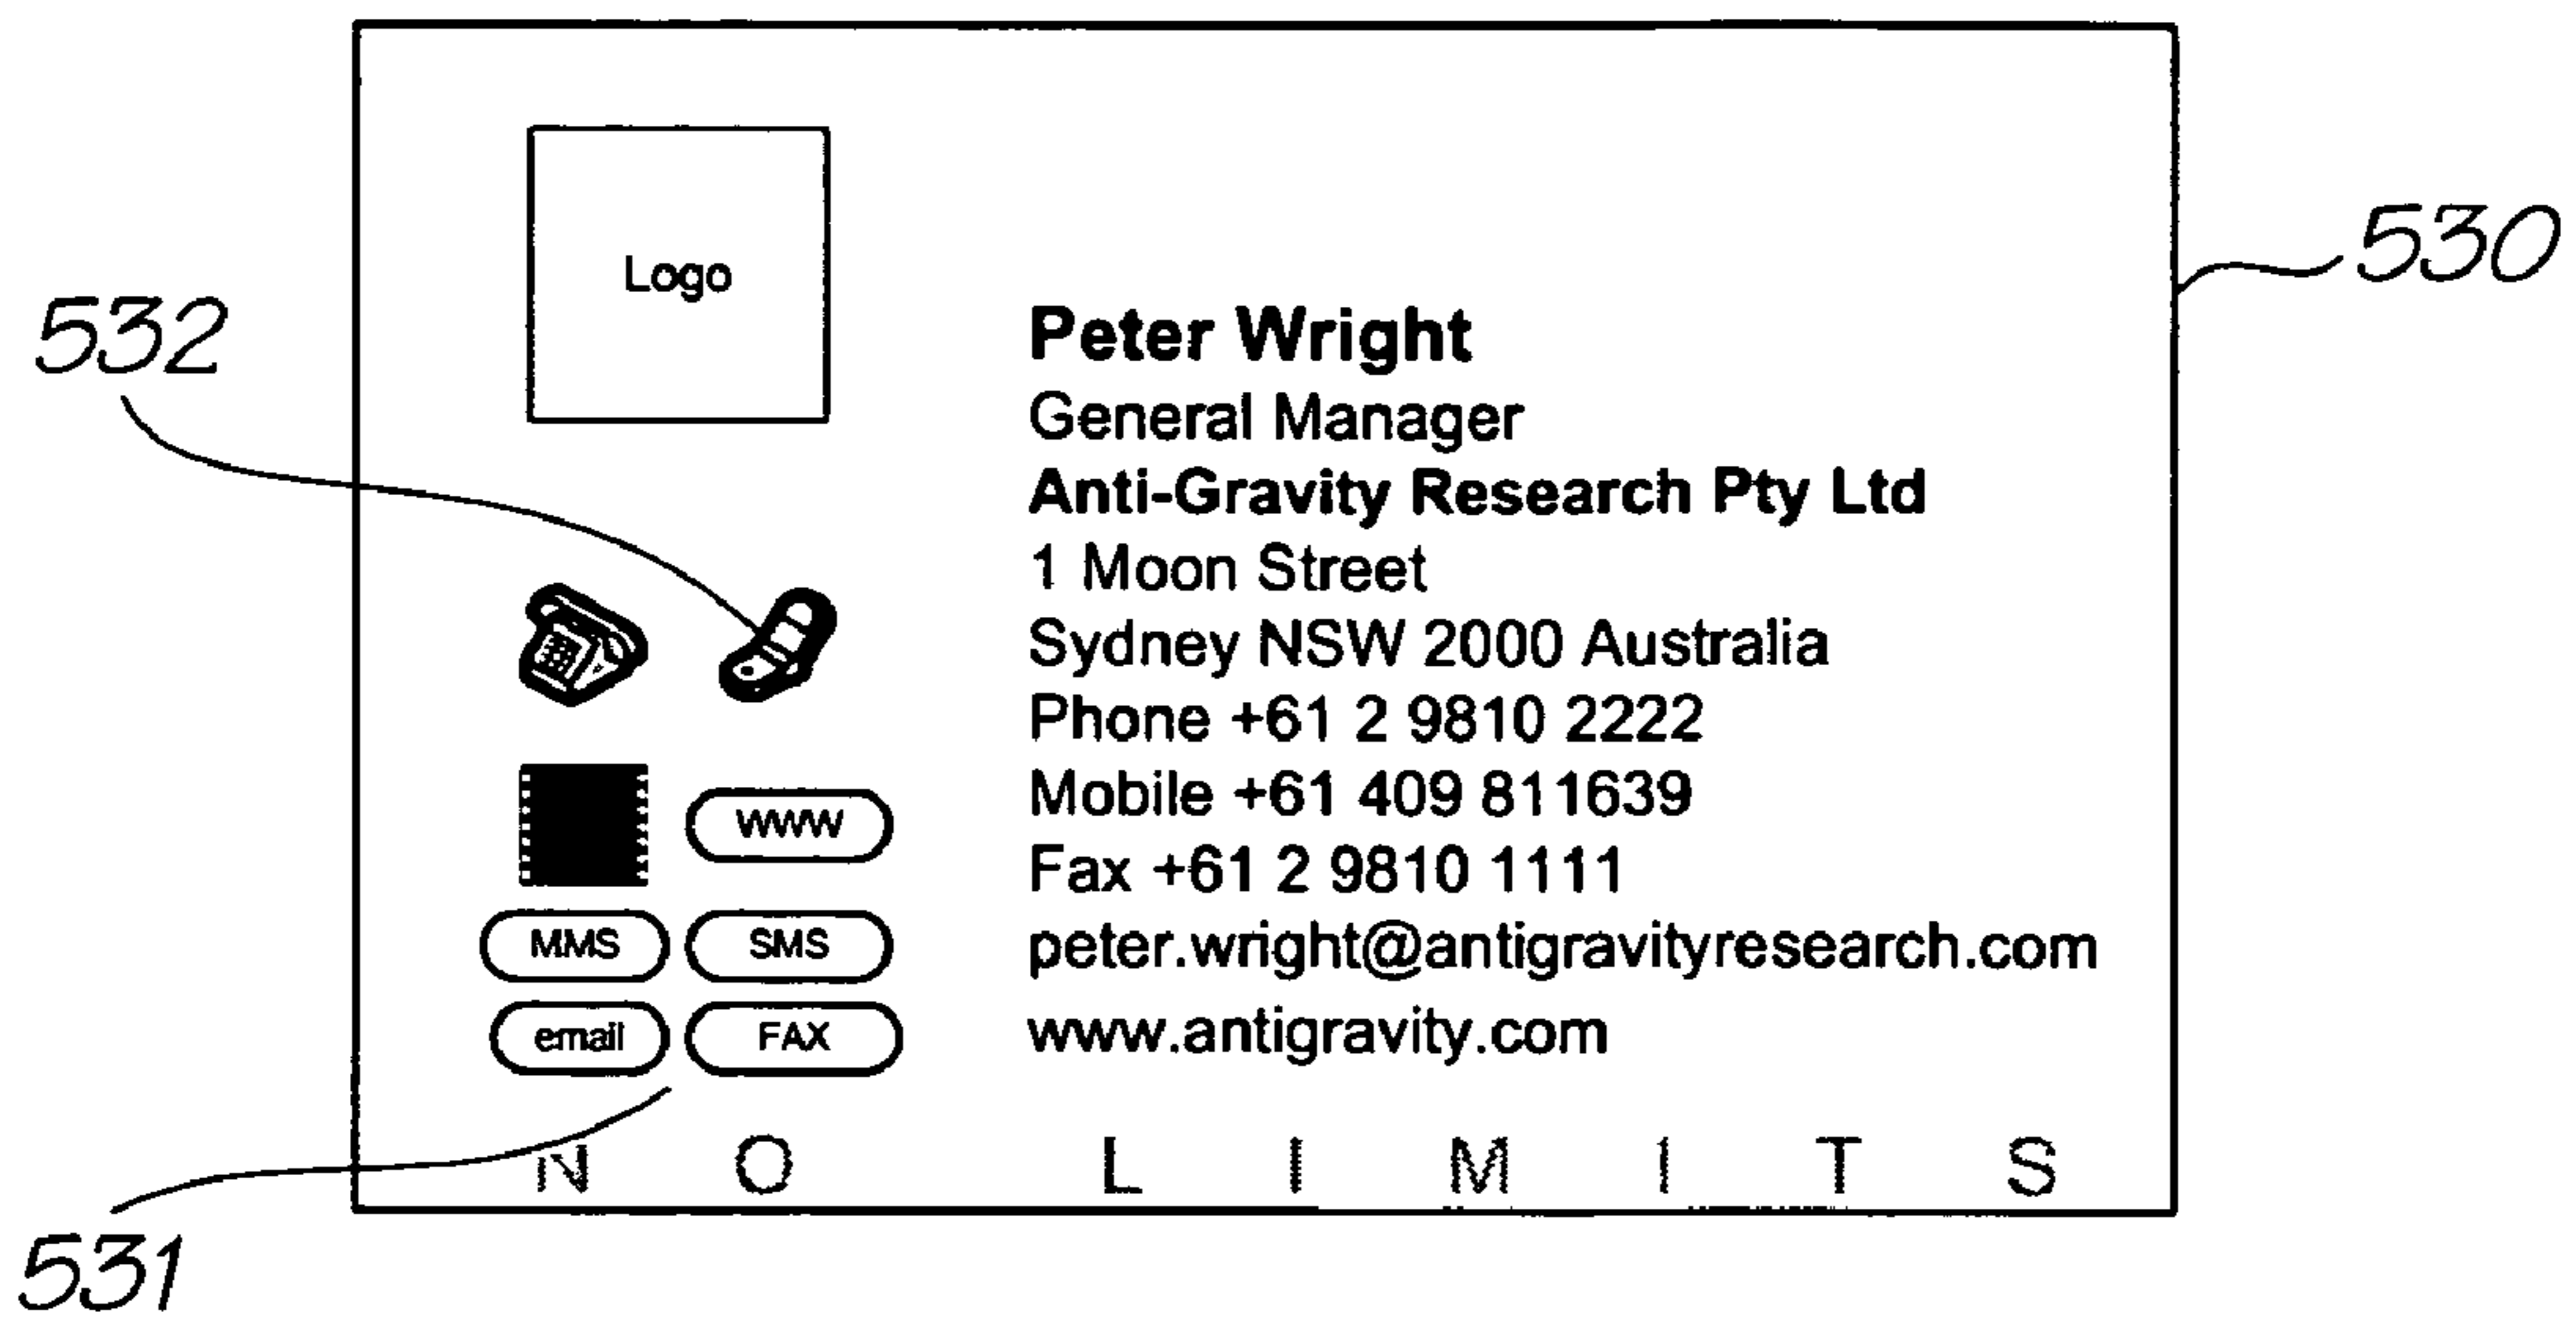 530
Logo
532
Peter Wright
General Manager
Anti-Gravity Research Pty Ltd
1 Moon Street
Sydney NSW 2000 Australia
Phone +61 2 9810 2222
Mobile +61 409 811639
Fax +61 2 9810 1111
peter.wright@antigravityresearch.com
www.antigravity.com
WWW
MMS SMS
email FAX
NO LIMITS
531